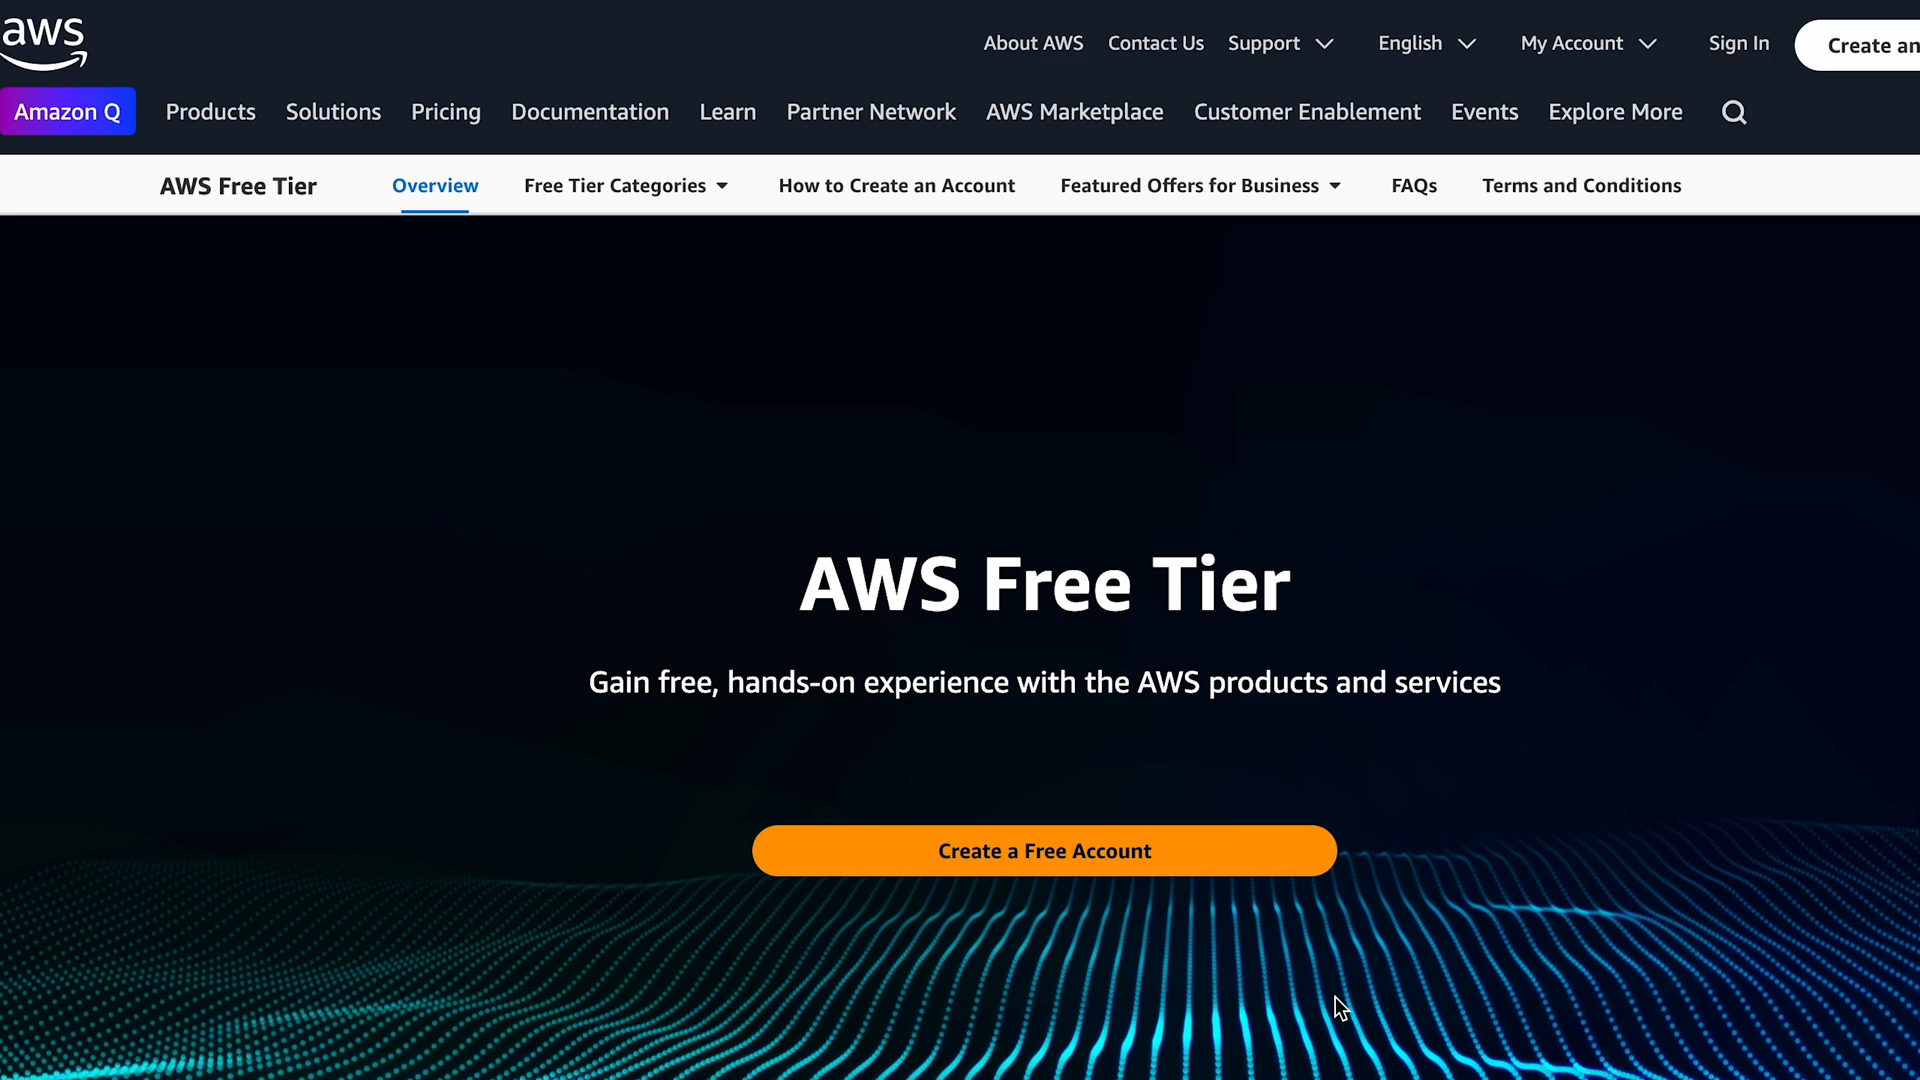 aws
About AWS Contact Us Support English My Account Sign In Create an
Amazon Q Products Solutions Pricing Documentation Learn Partner Network AWS Marketplace Customer Enablement Events Explore More
AWS Free Tier Overview Free Tier Categories How to Create an Account Featured Offers for Business FAQs Terms and Conditions
AWS Free Tier
Gain free, hands-on experience with the AWS products and services
Create a Free Account